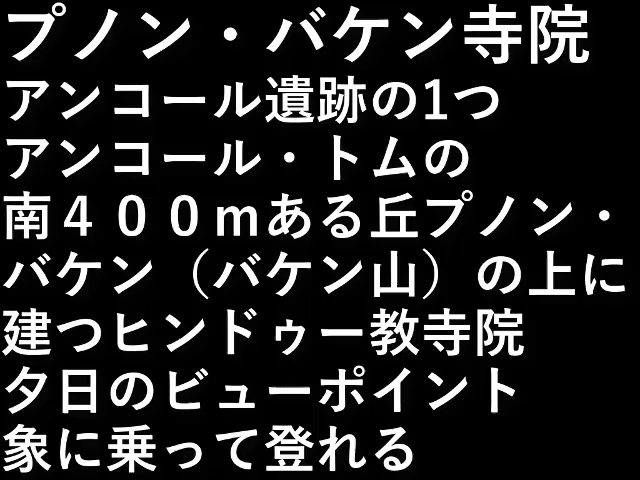 プノン・バケン寺院
アンコール遺跡の1つ
アンコール・トムの
南４００ｍある丘プノン・
バケン（バケン山）の上に
建つヒンドゥー教寺院
夕日のビューポイント
象に乗って登れる